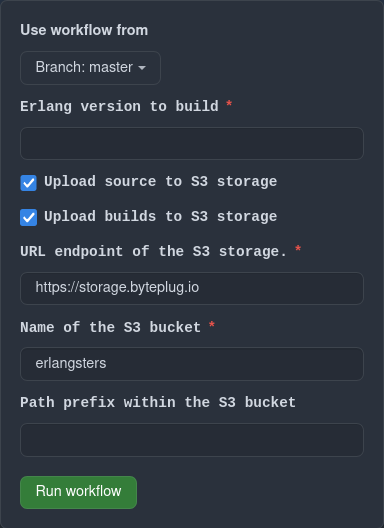 Use workflow from
Branch: master
Erlang version to build *
Upload source to S3 storage
Upload builds to S3 storage
URL endpoint of the S3 storage. *
https://storage.byteplug.io
Name of the S3 bucket *
erlangsters
Path prefix within the S3 bucket
Run workflow